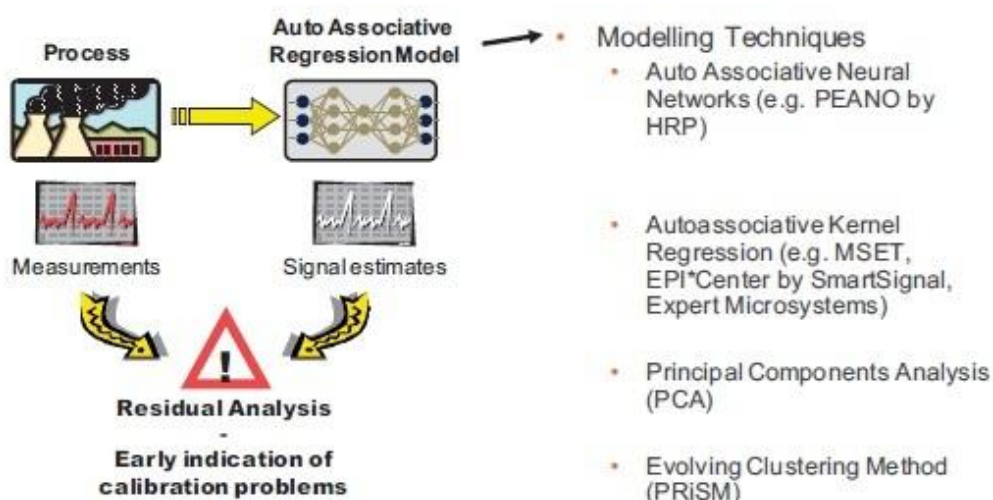 Process
Auto Associative
Regression Model
Measurements
Signal estimates
!
Residual Analysis
-
Early indication of
calibration problems
• Modelling Techniques
• Auto Associative Neural
Networks (e.g. PEANO by
HRP)
• Autoassociative Kernel
Regression (e.g. MSET,
EPI*Center by SmartSignal,
Expert Microsystems)
• Principal Components Analysis
(PCA)
• Evolving Clustering Method
(PRiSM)